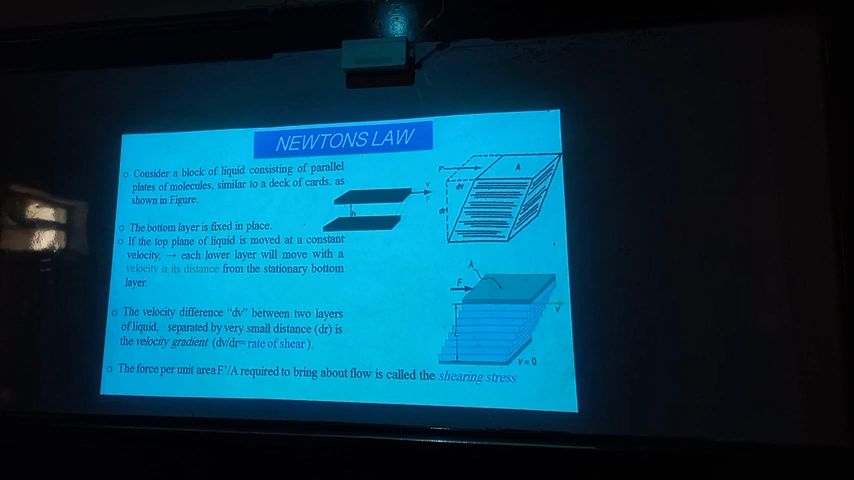 NEWTONS LAW
o Consider a block of liquid consisting of parallel
plates of molecules, similar to a deck of cards. as
shown in Figure.
o The bottom layer is fixed in place.
o If the top plane of liquid is moved at a constant
velocity, → each lower layer will move with a
velocity α its distance from the stationary bottom
layer.
o The velocity difference “dv” between two layers
of liquid, separated by very small distance (dr) is
the velocity gradient (dv/dr=rate of shear).
o The force per unit area F’/A required to bring about flow is called the shearing stress
v
F
h
F'
A
dv
dr
A
F
v
v=0